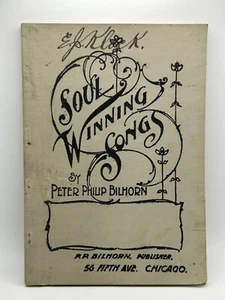 SOUL
WINNING
SONGS
BY
PETER PHILIP BILHORN
P.P. BILHORN, PUBLISHER,
56 FIFTH AVE. CHICAGO.